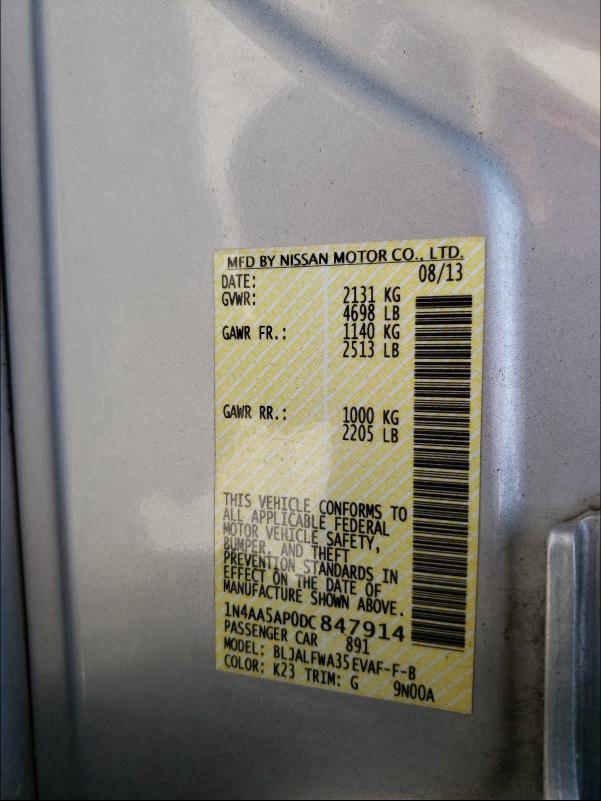 MFD BY NISSAN MOTOR CO., LTD.
DATE: 08/13
GVWR: 2131 KG
4698 LB
GAWR FR.: 1140 KG
2513 LB
GAWR RR.: 1000 KG
2205 LB
THIS VEHICLE CONFORMS TO
ALL APPLICABLE FEDERAL
MOTOR VEHICLE SAFETY,
BUMPER, AND THEFT
PREVENTION STANDARDS IN
EFFECT ON THE DATE OF
MANUFACTURE SHOWN ABOVE.
1N4AA5AP0DC847914
PASSENGER CAR 891
MODEL: BLJALFWA35EVAF-F-B
COLOR: K23 TRIM: G 9N00A